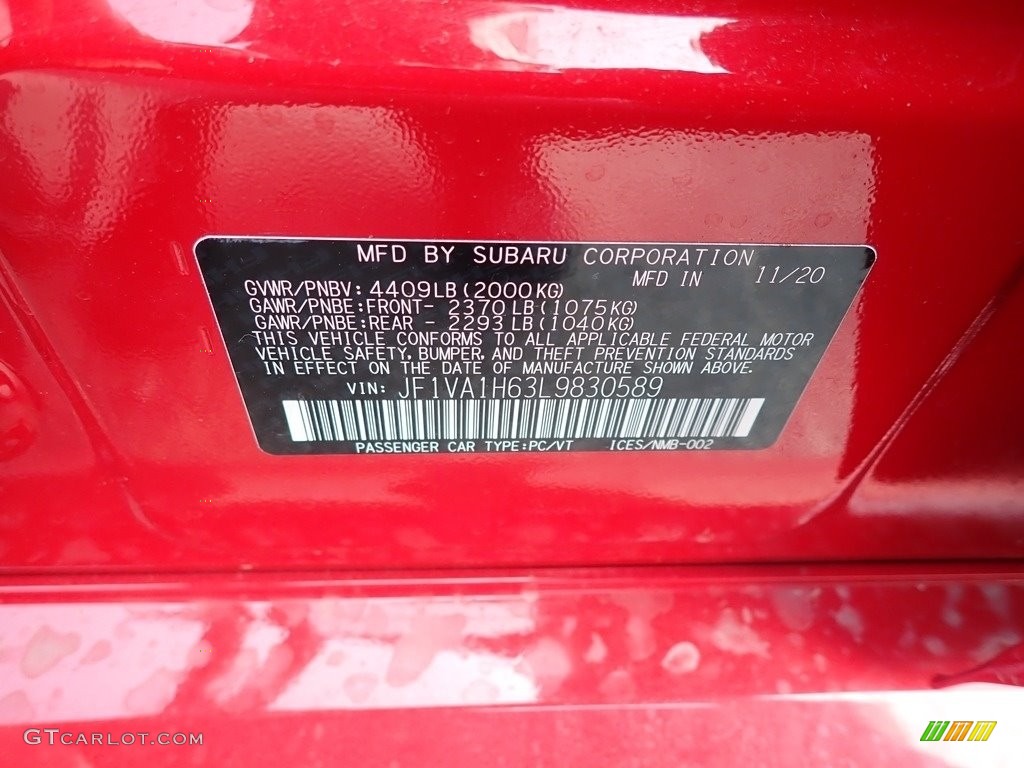 MFD BY SUBARU CORPORATION
MFD IN 11/20
GVWR/PNBV: 4409LB(2000KG)
GAWR/PNBE:FRONT- 2370LB(1075KG)
GAWR/PNBE:REAR - 2293LB(1040KG)
THIS VEHICLE CONFORMS TO ALL APPLICABLE FEDERAL MOTOR
VEHICLE SAFETY, BUMPER, AND THEFT PREVENTION STANDARDS
IN EFFECT ON THE DATE OF MANUFACTURE SHOWN ABOVE.
VIN: JF1VA1H63L9830589
PASSENGER CAR TYPE:PC/VT ICES/NMB-002
GTCARLOT.COM